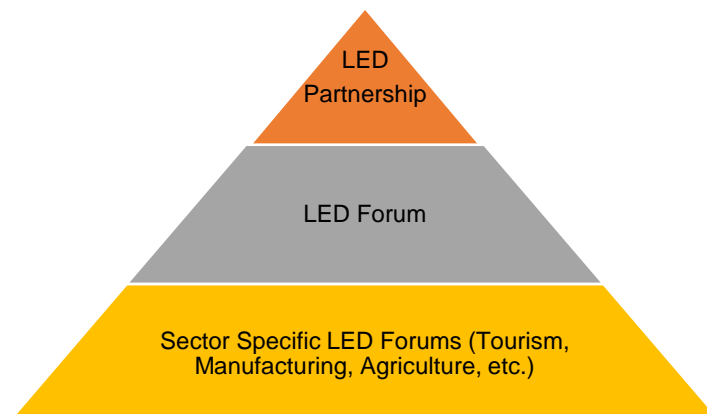 LED
Partnership
LED Forum
Sector Specific LED Forums (Tourism,
Manufacturing, Agriculture, etc.)